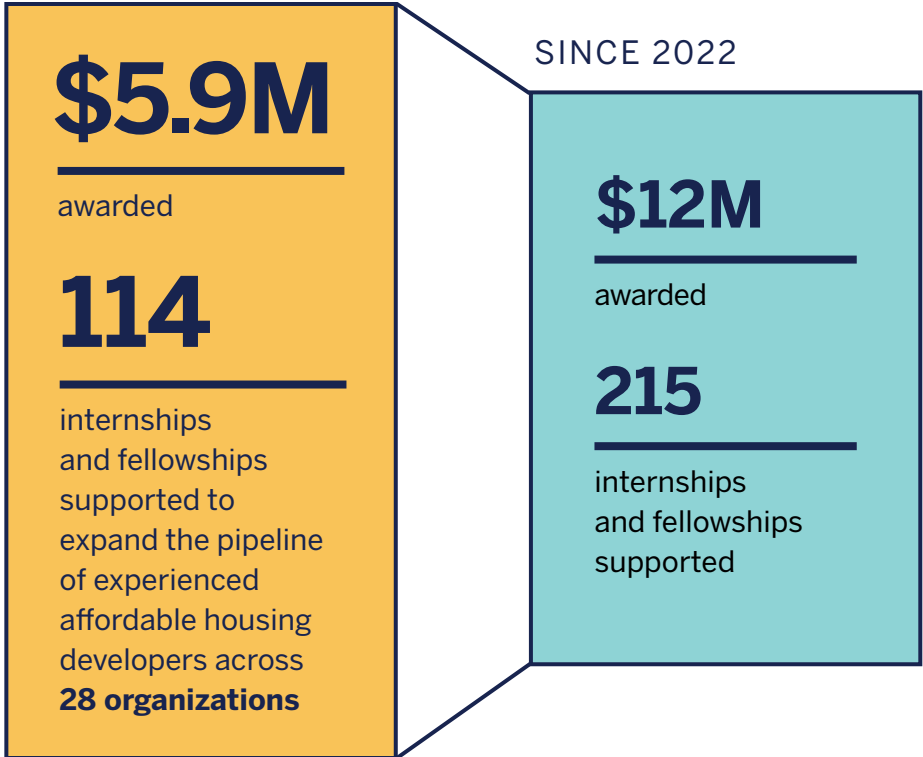 $5.9M
awarded
114
internships
and fellowships
supported to
expand the pipeline
of experienced
affordable housing
developers across
28 organizations
SINCE 2022
$12M
awarded
215
internships
and fellowships
supported